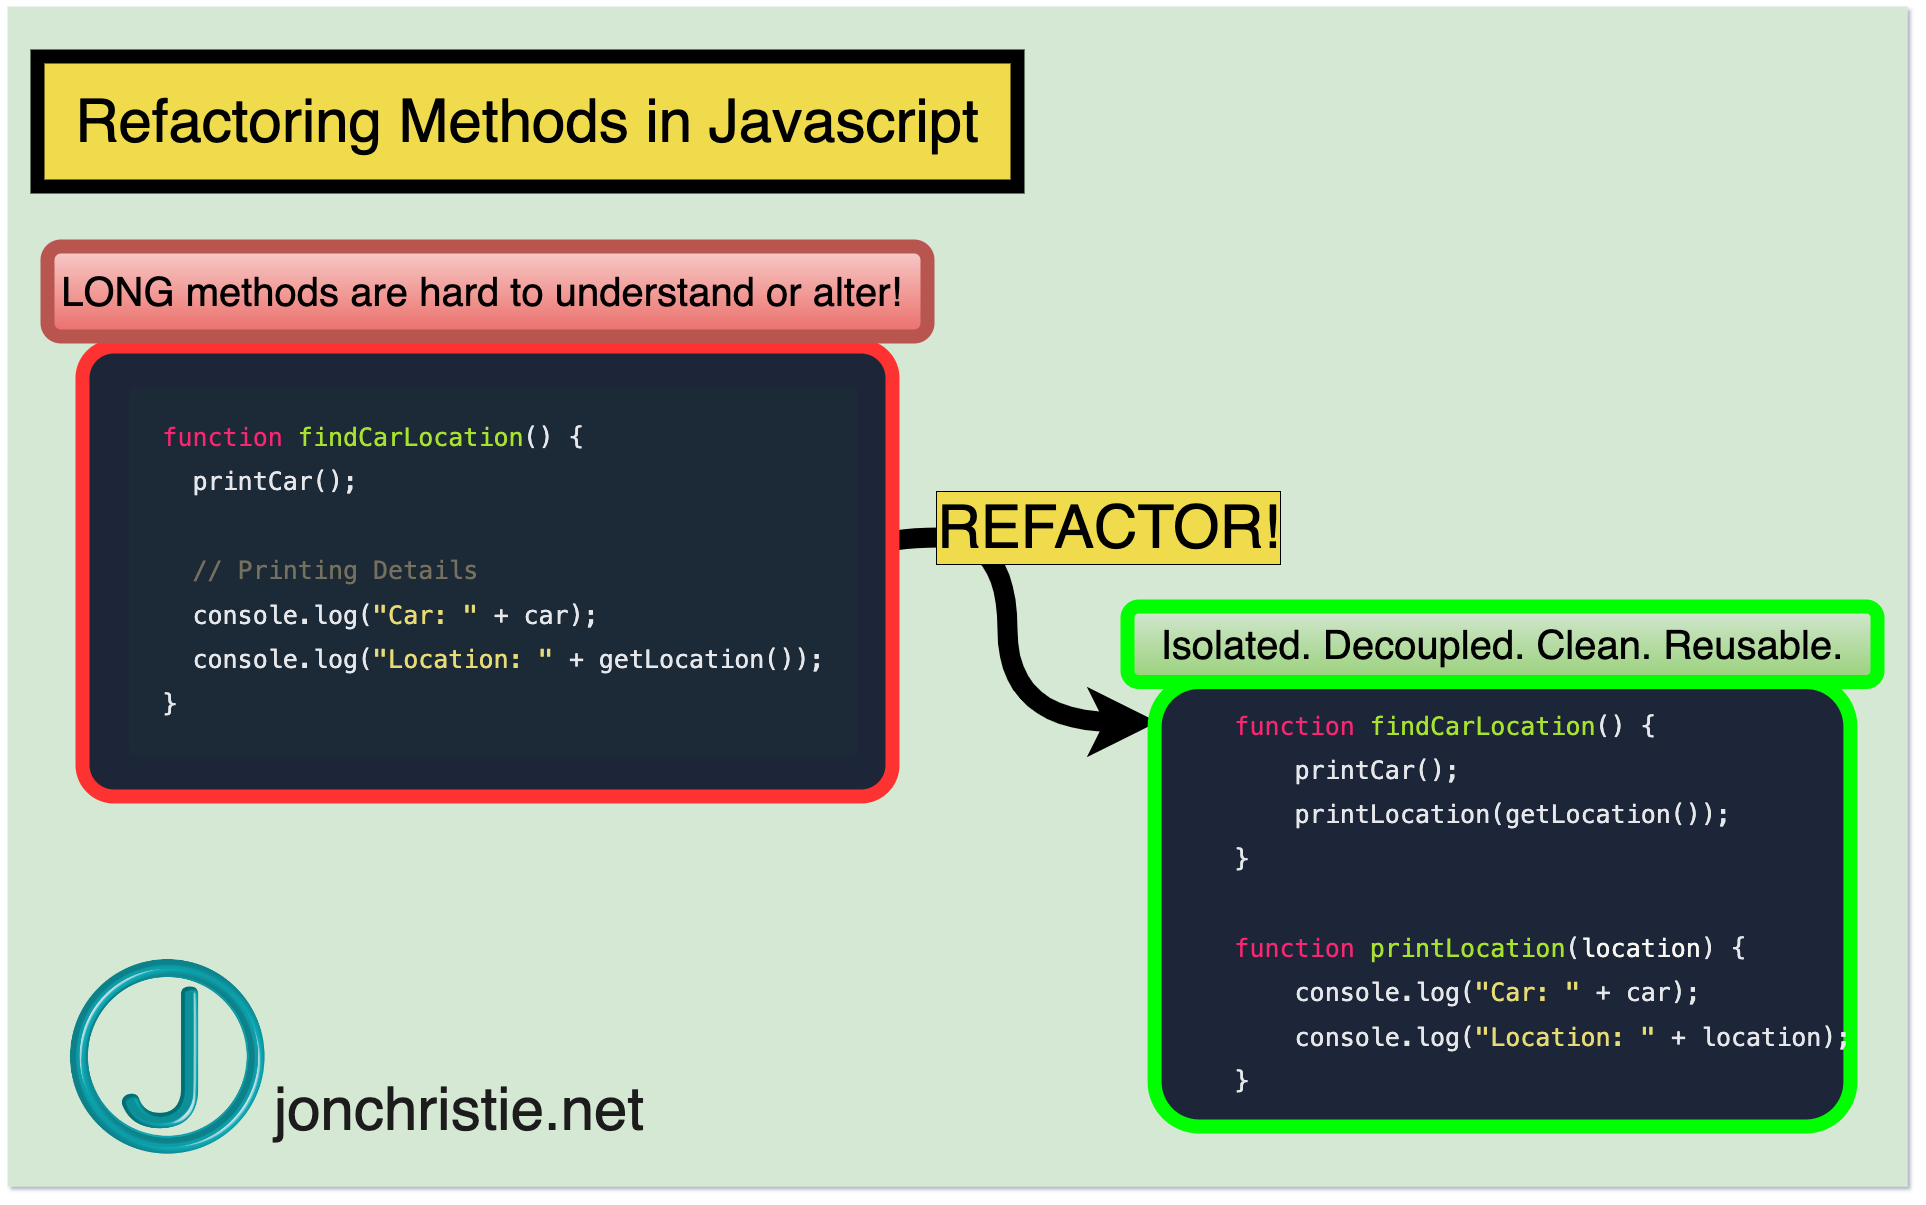 Refactoring Methods in Javascript
LONG methods are hard to understand or alter!
function findCarLocation() {
  printCar();

  // Printing Details
  console.log("Car: " + car);
  console.log("Location: " + getLocation());
}
REFACTOR!
Isolated. Decoupled. Clean. Reusable.
function findCarLocation() {
    printCar();
    printLocation(getLocation());
}

function printLocation(location) {
    console.log("Car: " + car);
    console.log("Location: " + location);
}
J
jonchristie.net